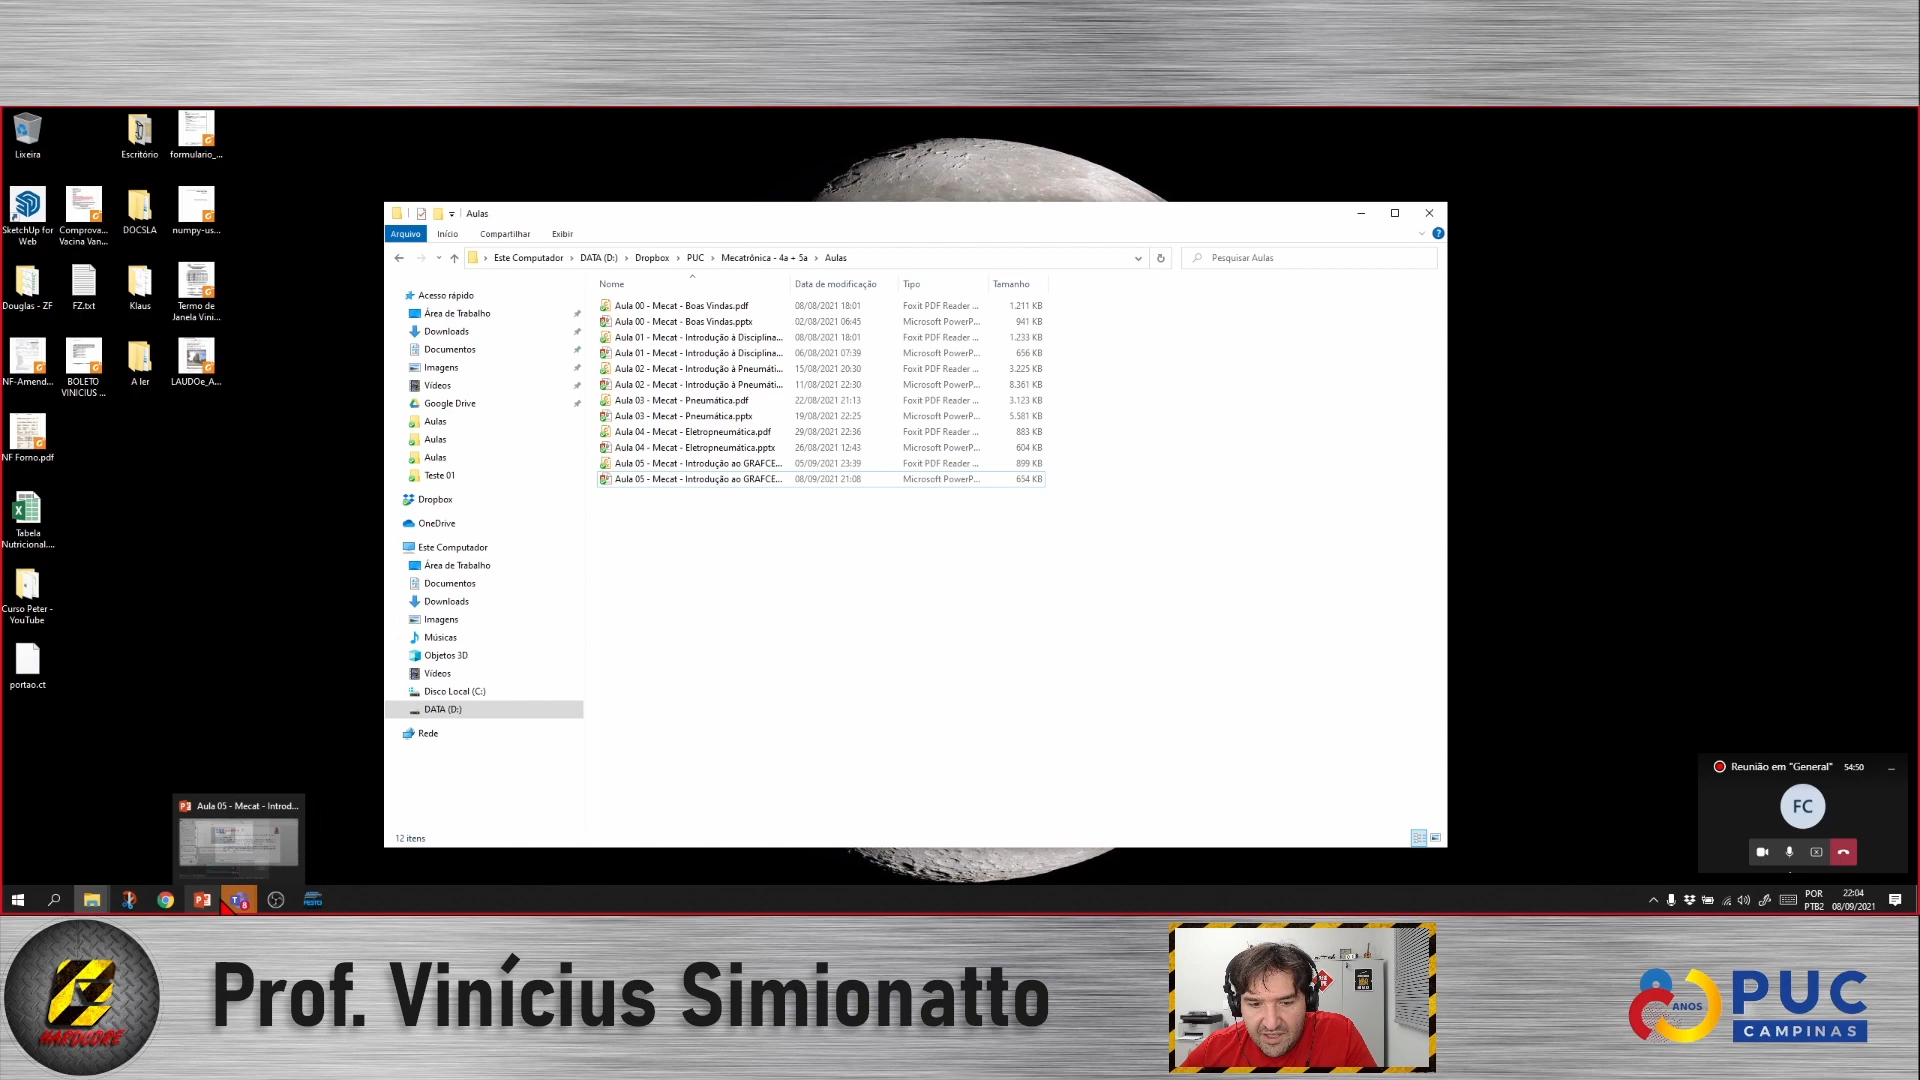 Lixeira
Escritório
formulario_...
SketchUp for
Web
Comprova...
Vacina Van...
DOCSLA
numpy-us...
Douglas - ZF
FZ.txt
Klaus
Termo de
Janela Vini...
NF-Amend...
BOLETO
VINICIUS ...
A ler
LAUDOe_A...
NF Forno.pdf
Tabela
Nutricional....
Curso Peter -
YouTube
portao.ct
Aulas
Arquivo
Início
Compartilhar
Exibir
Este Computador > DATA (D:) > Dropbox > PUC > Mecatrônica - 4a + 5a > Aulas
Pesquisar Aulas
Acesso rápido
Área de Trabalho
Downloads
Documentos
Imagens
Vídeos
Google Drive
Aulas
Aulas
Aulas
Teste 01
Dropbox
OneDrive
Este Computador
Área de Trabalho
Documentos
Downloads
Imagens
Músicas
Objetos 3D
Vídeos
Disco Local (C:)
DATA (D:)
Rede
Nome Data de modificação Tipo Tamanho
Aula 00 - Mecat - Boas Vindas.pdf 08/08/2021 18:01 Foxit PDF Reader ... 1.211 KB
Aula 00 - Mecat - Boas Vindas.pptx 02/08/2021 06:45 Microsoft PowerP... 941 KB
Aula 01 - Mecat - Introdução à Disciplina... 08/08/2021 18:01 Foxit PDF Reader ... 1.233 KB
Aula 01 - Mecat - Introdução à Disciplina... 06/08/2021 07:39 Microsoft PowerP... 656 KB
Aula 02 - Mecat - Introdução à Pneumáti... 15/08/2021 20:30 Foxit PDF Reader ... 3.225 KB
Aula 02 - Mecat - Introdução à Pneumáti... 11/08/2021 22:30 Microsoft PowerP... 8.361 KB
Aula 03 - Mecat - Pneumática.pdf 22/08/2021 21:13 Foxit PDF Reader ... 3.123 KB
Aula 03 - Mecat - Pneumática.pptx 19/08/2021 22:25 Microsoft PowerP... 5.581 KB
Aula 04 - Mecat - Eletropneumática.pdf 29/08/2021 22:36 Foxit PDF Reader ... 883 KB
Aula 04 - Mecat - Eletropneumática.pptx 26/08/2021 12:43 Microsoft PowerP... 604 KB
Aula 05 - Mecat - Introdução ao GRAFCE... 05/09/2021 23:39 Foxit PDF Reader ... 899 KB
Aula 05 - Mecat - Introdução ao GRAFCE... 08/09/2021 21:08 Microsoft PowerP... 654 KB
12 itens
Aula 05 - Mecat - Introd...
Reunião em "General" 54:50
FC
FESTO
POR
PTB2
22:04
08/09/2021
HARDCORE
Prof. Vinícius Simionatto
80 ANOS
PUC
CAMPINAS